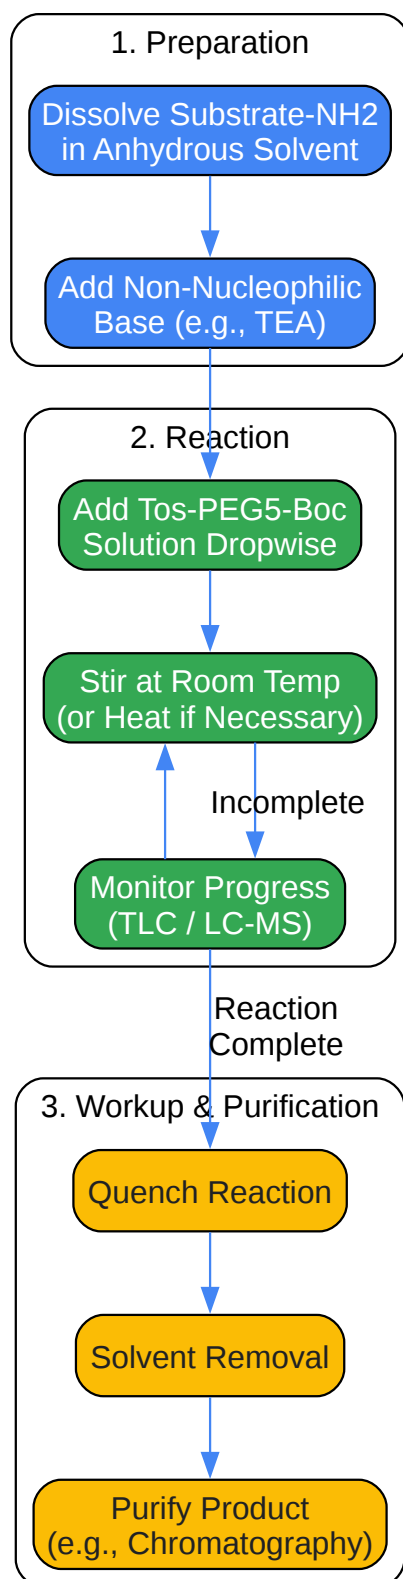 1. Preparation
Dissolve Substrate-NH2
in Anhydrous Solvent
Add Non-Nucleophilic
Base (e.g., TEA)
2. Reaction
Add Tos-PEG5-Boc
Solution Dropwise
Stir at Room Temp
(or Heat if Necessary)
Incomplete
Monitor Progress
(TLC / LC-MS)
Reaction
Complete
3. Workup & Purification
Quench Reaction
Solvent Removal
Purify Product
(e.g., Chromatography)